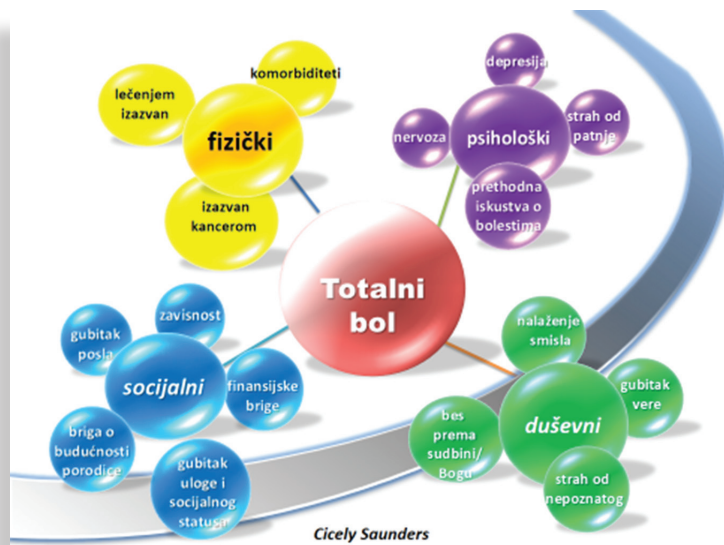 komorbiditeti
lečenjem
izazvan
fizički
izazvan
kancerom
depresija
nervoza
psihološki
strah od
patnje
prethodna
iskustva o
bolestima
Totalni
bol
zavisnost
gubitak
posla
socijalni
finansijske
brige
briga o
budućnosti
porodice
gubitak
uloge i
socijalnog
statusa
nalaženje
smisla
gubitak
vere
duševni
bes
prema
sudbini/
Bogu
strah od
nepoznatog
Cicely Saunders